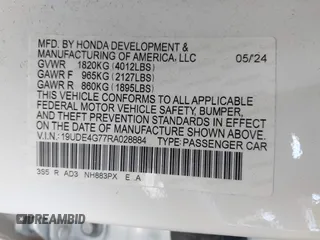 MFD. BY HONDA DEVELOPMENT &
MANUFACTURING OF AMERICA, LLC
GVWR 1820KG (4012LBS) 05/24
GAWR F 965KG (2127LBS)
GAWR R 860KG (1895LBS)
THIS VEHICLE CONFORMS TO ALL APPLICABLE
FEDERAL MOTOR VEHICLE SAFETY, BUMPER,
AND THEFT PREVENTION STANDARDS IN EFFECT
ON THE DATE OF MANUFACTURE SHOWN ABOVE.
V.I.N.: 19UDE4G77RA028884 TYPE: PASSENGER CAR
3S5 R AD3 NH883PX E A
DREAMBID